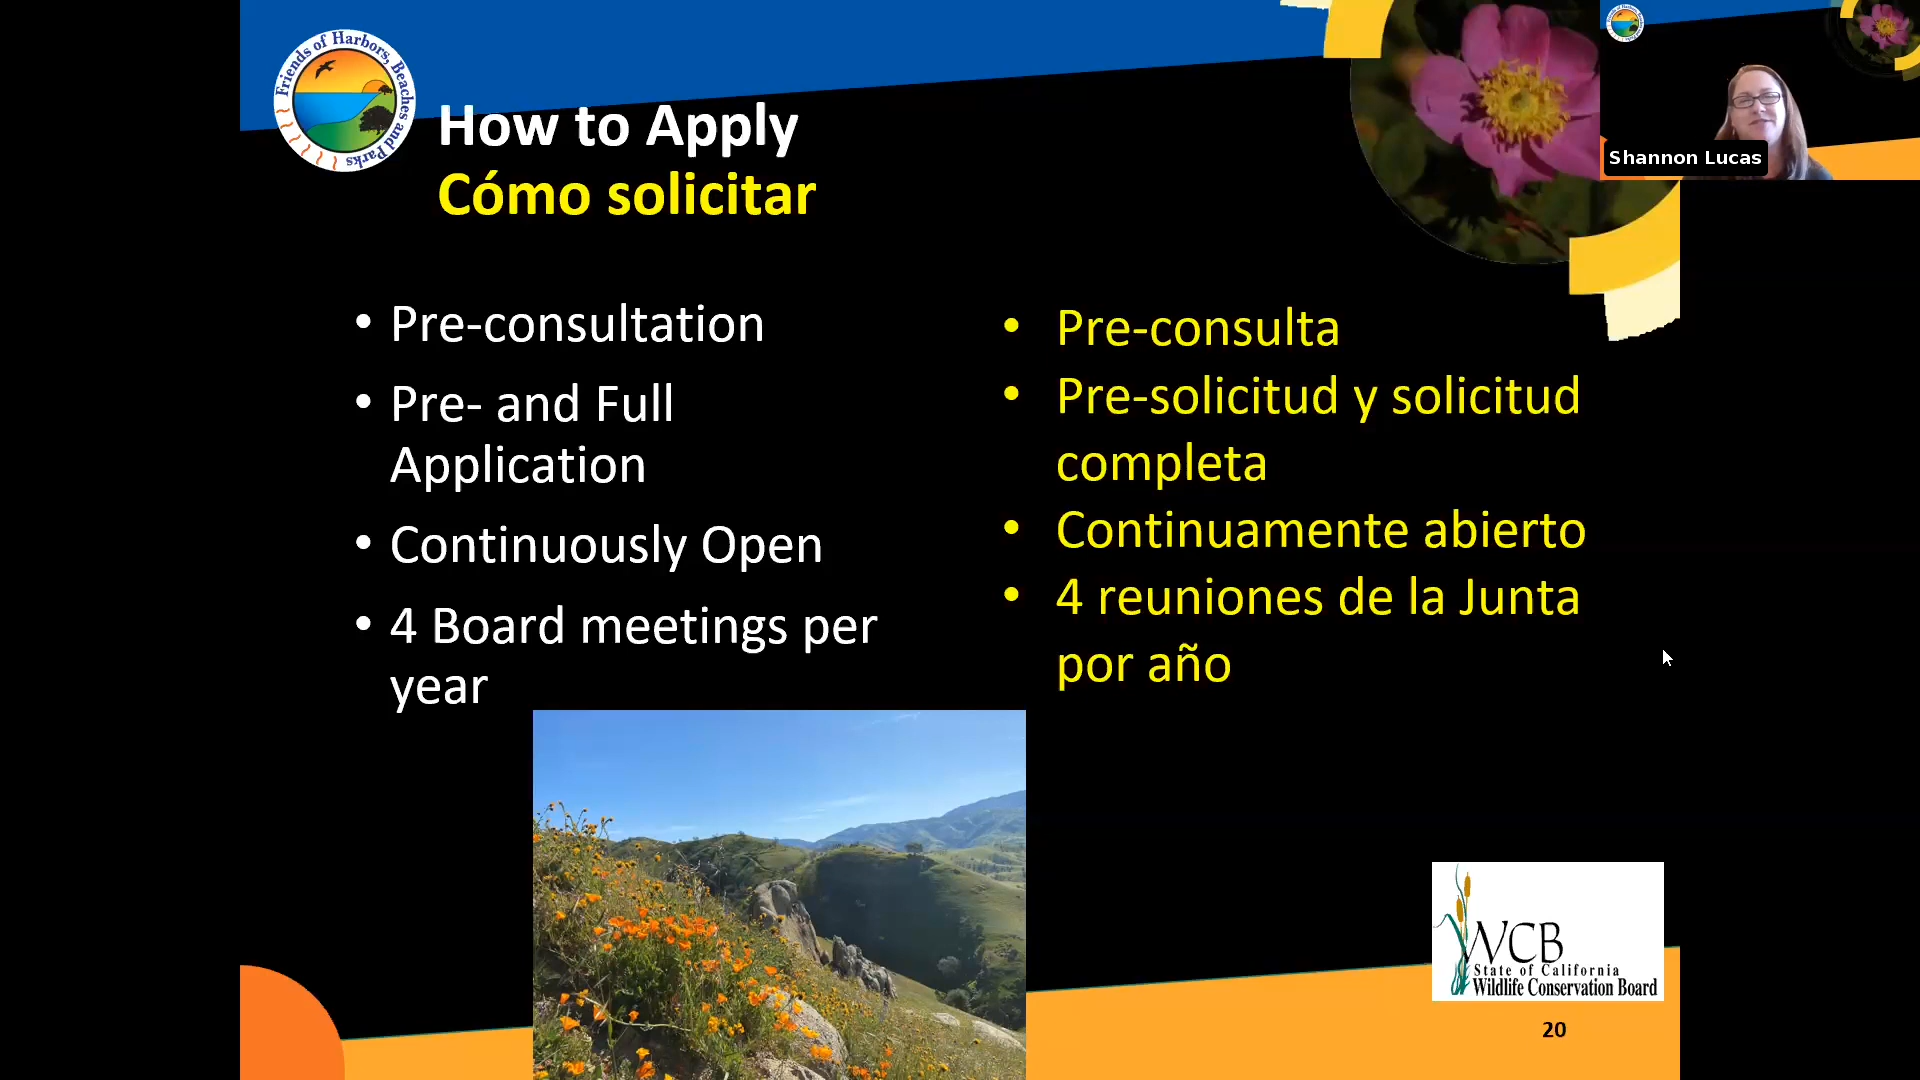 Friends of Harbors, Beaches and Parks
How to Apply
Cómo solicitar
Shannon Lucas
• Pre-consultation
• Pre- and Full
Application
• Continuously Open
• 4 Board meetings per
year
• Pre-consulta
• Pre-solicitud y solicitud
completa
• Continuamente abierto
• 4 reuniones de la Junta
por año
WCB
State of California
Wildlife Conservation Board
20